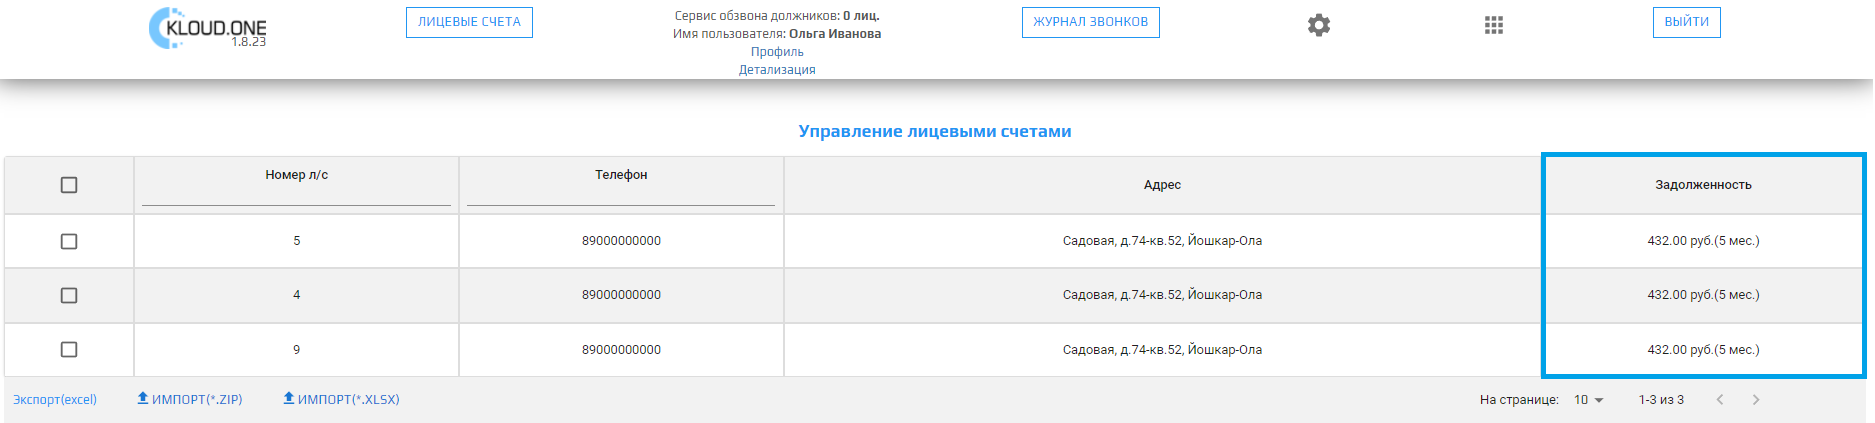 KLOUD.ONE
1.8.23
ЛИЦЕВЫЕ СЧЕТА
Сервис обзвона должников: 0 лиц.
Имя пользователя: Ольга Иванова
Профиль
Детализация
ЖУРНАЛ ЗВОНКОВ
ВЫЙТИ
Управление лицевыми счетами
Номер л/с Телефон Адрес Задолженность
5 89000000000 Садовая, д.74-кв.52, Йошкар-Ола 432.00 руб.(5 мес.)
4 89000000000 Садовая, д.74-кв.52, Йошкар-Ола 432.00 руб.(5 мес.)
9 89000000000 Садовая, д.74-кв.52, Йошкар-Ола 432.00 руб.(5 мес.)
Экспорт(excel) ИМПОРТ(*.ZIP) ИМПОРТ(*.XLSX) На странице: 10 1-3 из 3